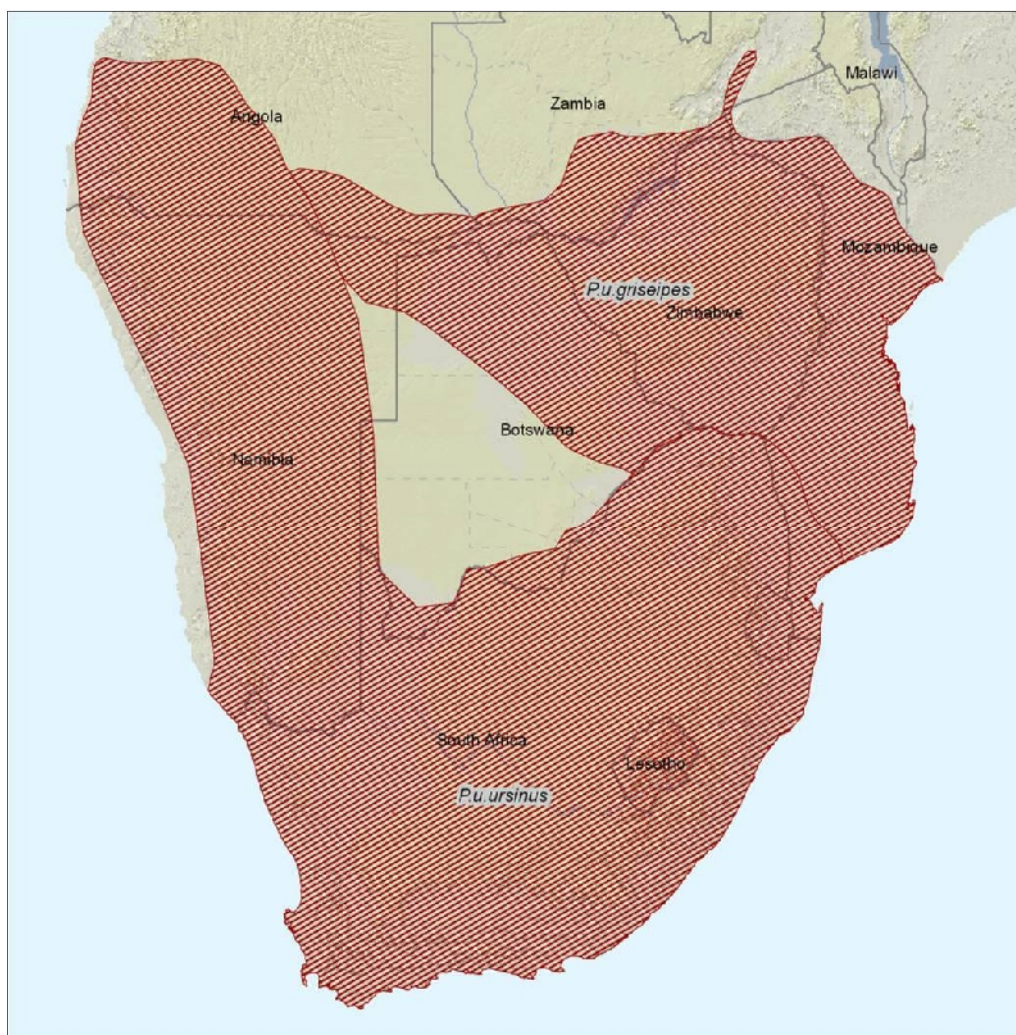 Malawi
Zambia
Angola
Mozambique
P.u.griseipes
Zimbabwe
Botswana
Namibia
South Africa
Lesotho
P.u.ursinus